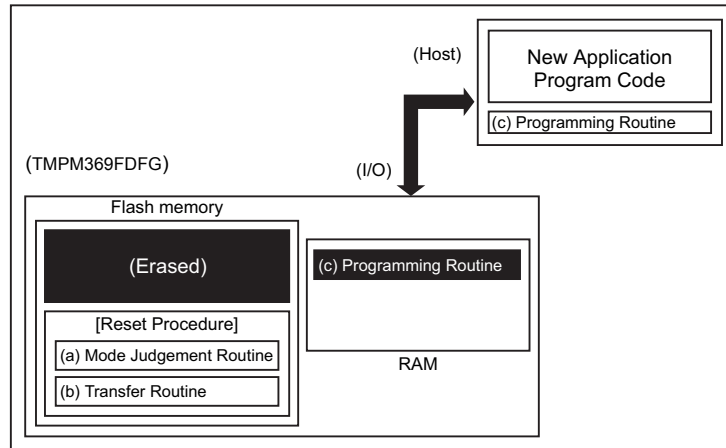 (Host)
New Application
Program Code
(c) Programming Routine
(TMPM369FDFG)
(I/O)
Flash memory
(Erased)
(c) Programming Routine
[Reset Procedure]
(a) Mode Judgement Routine
(b) Transfer Routine
RAM